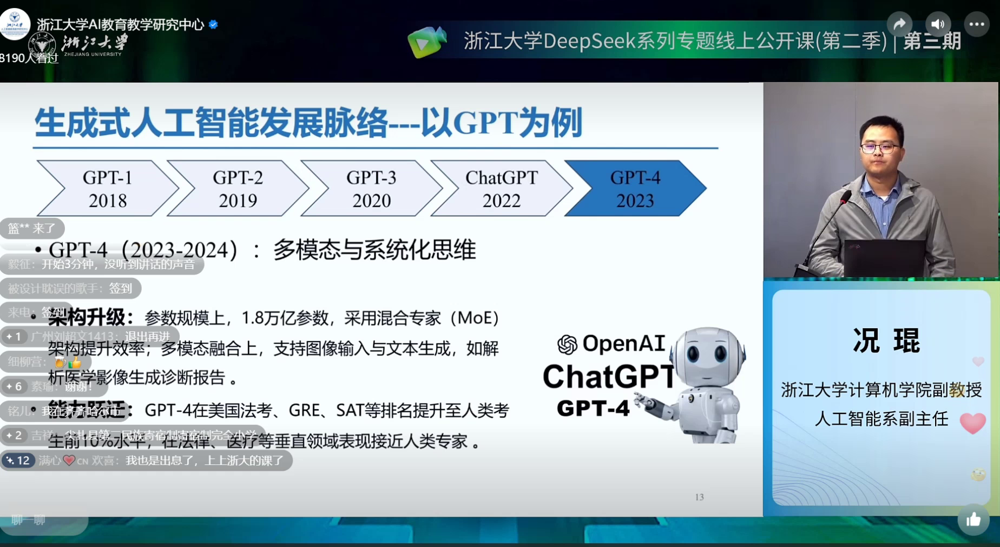 浙江大学AI教育教学研究中心
浙江大学
ZHEJIANG UNIVERSITY
8190人看过
浙江大学DeepSeek系列专题线上公开课(第二季) | 第三期
生成式人工智能发展脉络---以GPT为例
GPT-1
2018
GPT-2
2019
GPT-3
2020
ChatGPT
2022
GPT-4
2023
• GPT-4（2023-2024）：多模态与系统化思维
• 架构升级：参数规模上，1.8万亿参数，采用混合专家（MoE）
架构提升效率；多模态融合上，支持图像输入与文本生成，如解
析医学影像生成诊断报告 。
• 能力跃迁：GPT-4在美国法考、GRE、SAT等排名提升至人类考
生前10%水平，在法律、医疗等垂直领域表现接近人类专家 。
OpenAI
ChatGPT
GPT-4
13
篮** 来了
毅征：开始3分钟，没听到讲话的声音
被设计耽误的歌手：签到
来电：签到
1 广州刘超文1413：退出再进
细柳营：🍻👍
6 素瑜：谢谢！
铭儿：我在齐齐哈尔市
2 吉祥：尖扎县第二民族寄宿制寄宿制完全小学
12 满心❤️CN 欢喜：我也是出息了，上上浙大的课了
聊一聊
况 琨
浙江大学计算机学院副教授
人工智能系副主任